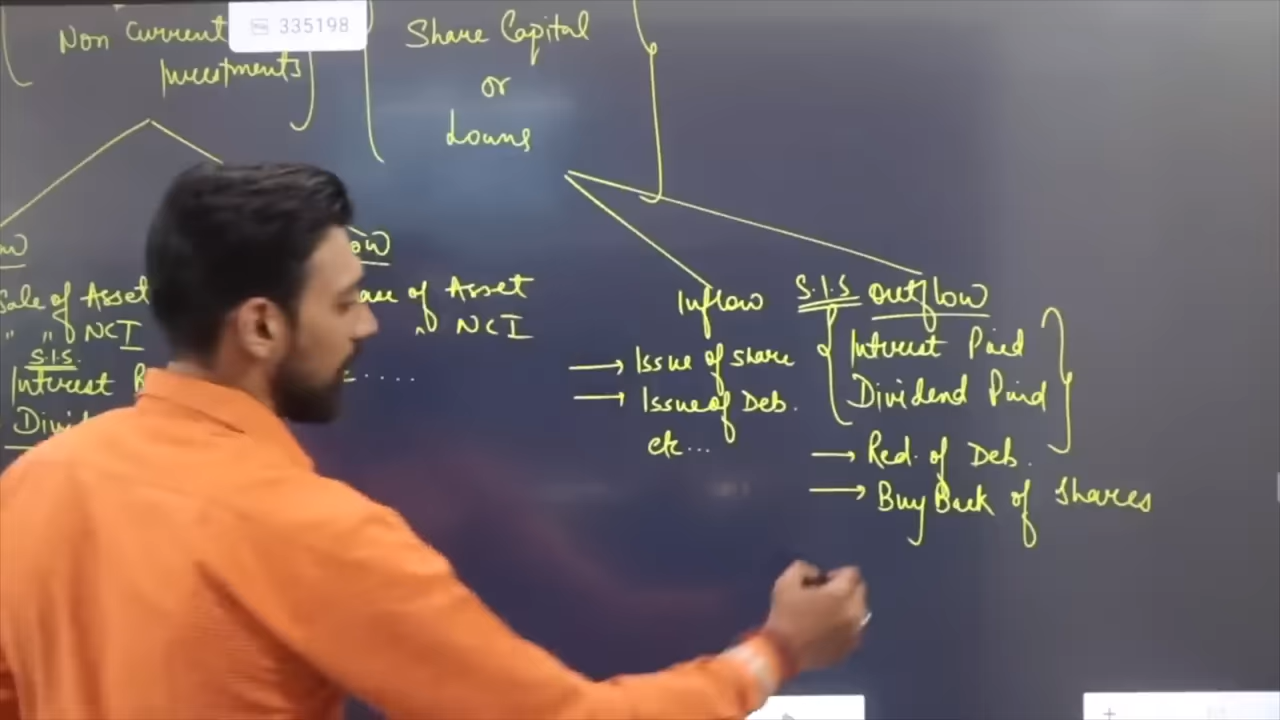 Non Current
Investments
335198
Share Capital
or
Loans
Sale of Asset
" " NCI
S.I.S.
Interest
of Asset
" NCI
.....
Inflow
→ Issue of share
→ Issue of Deb.
etc...
S.I.S outflow
Interest Paid
Dividend Paid
→ Red. of Deb.
→ Buy Back of Shares